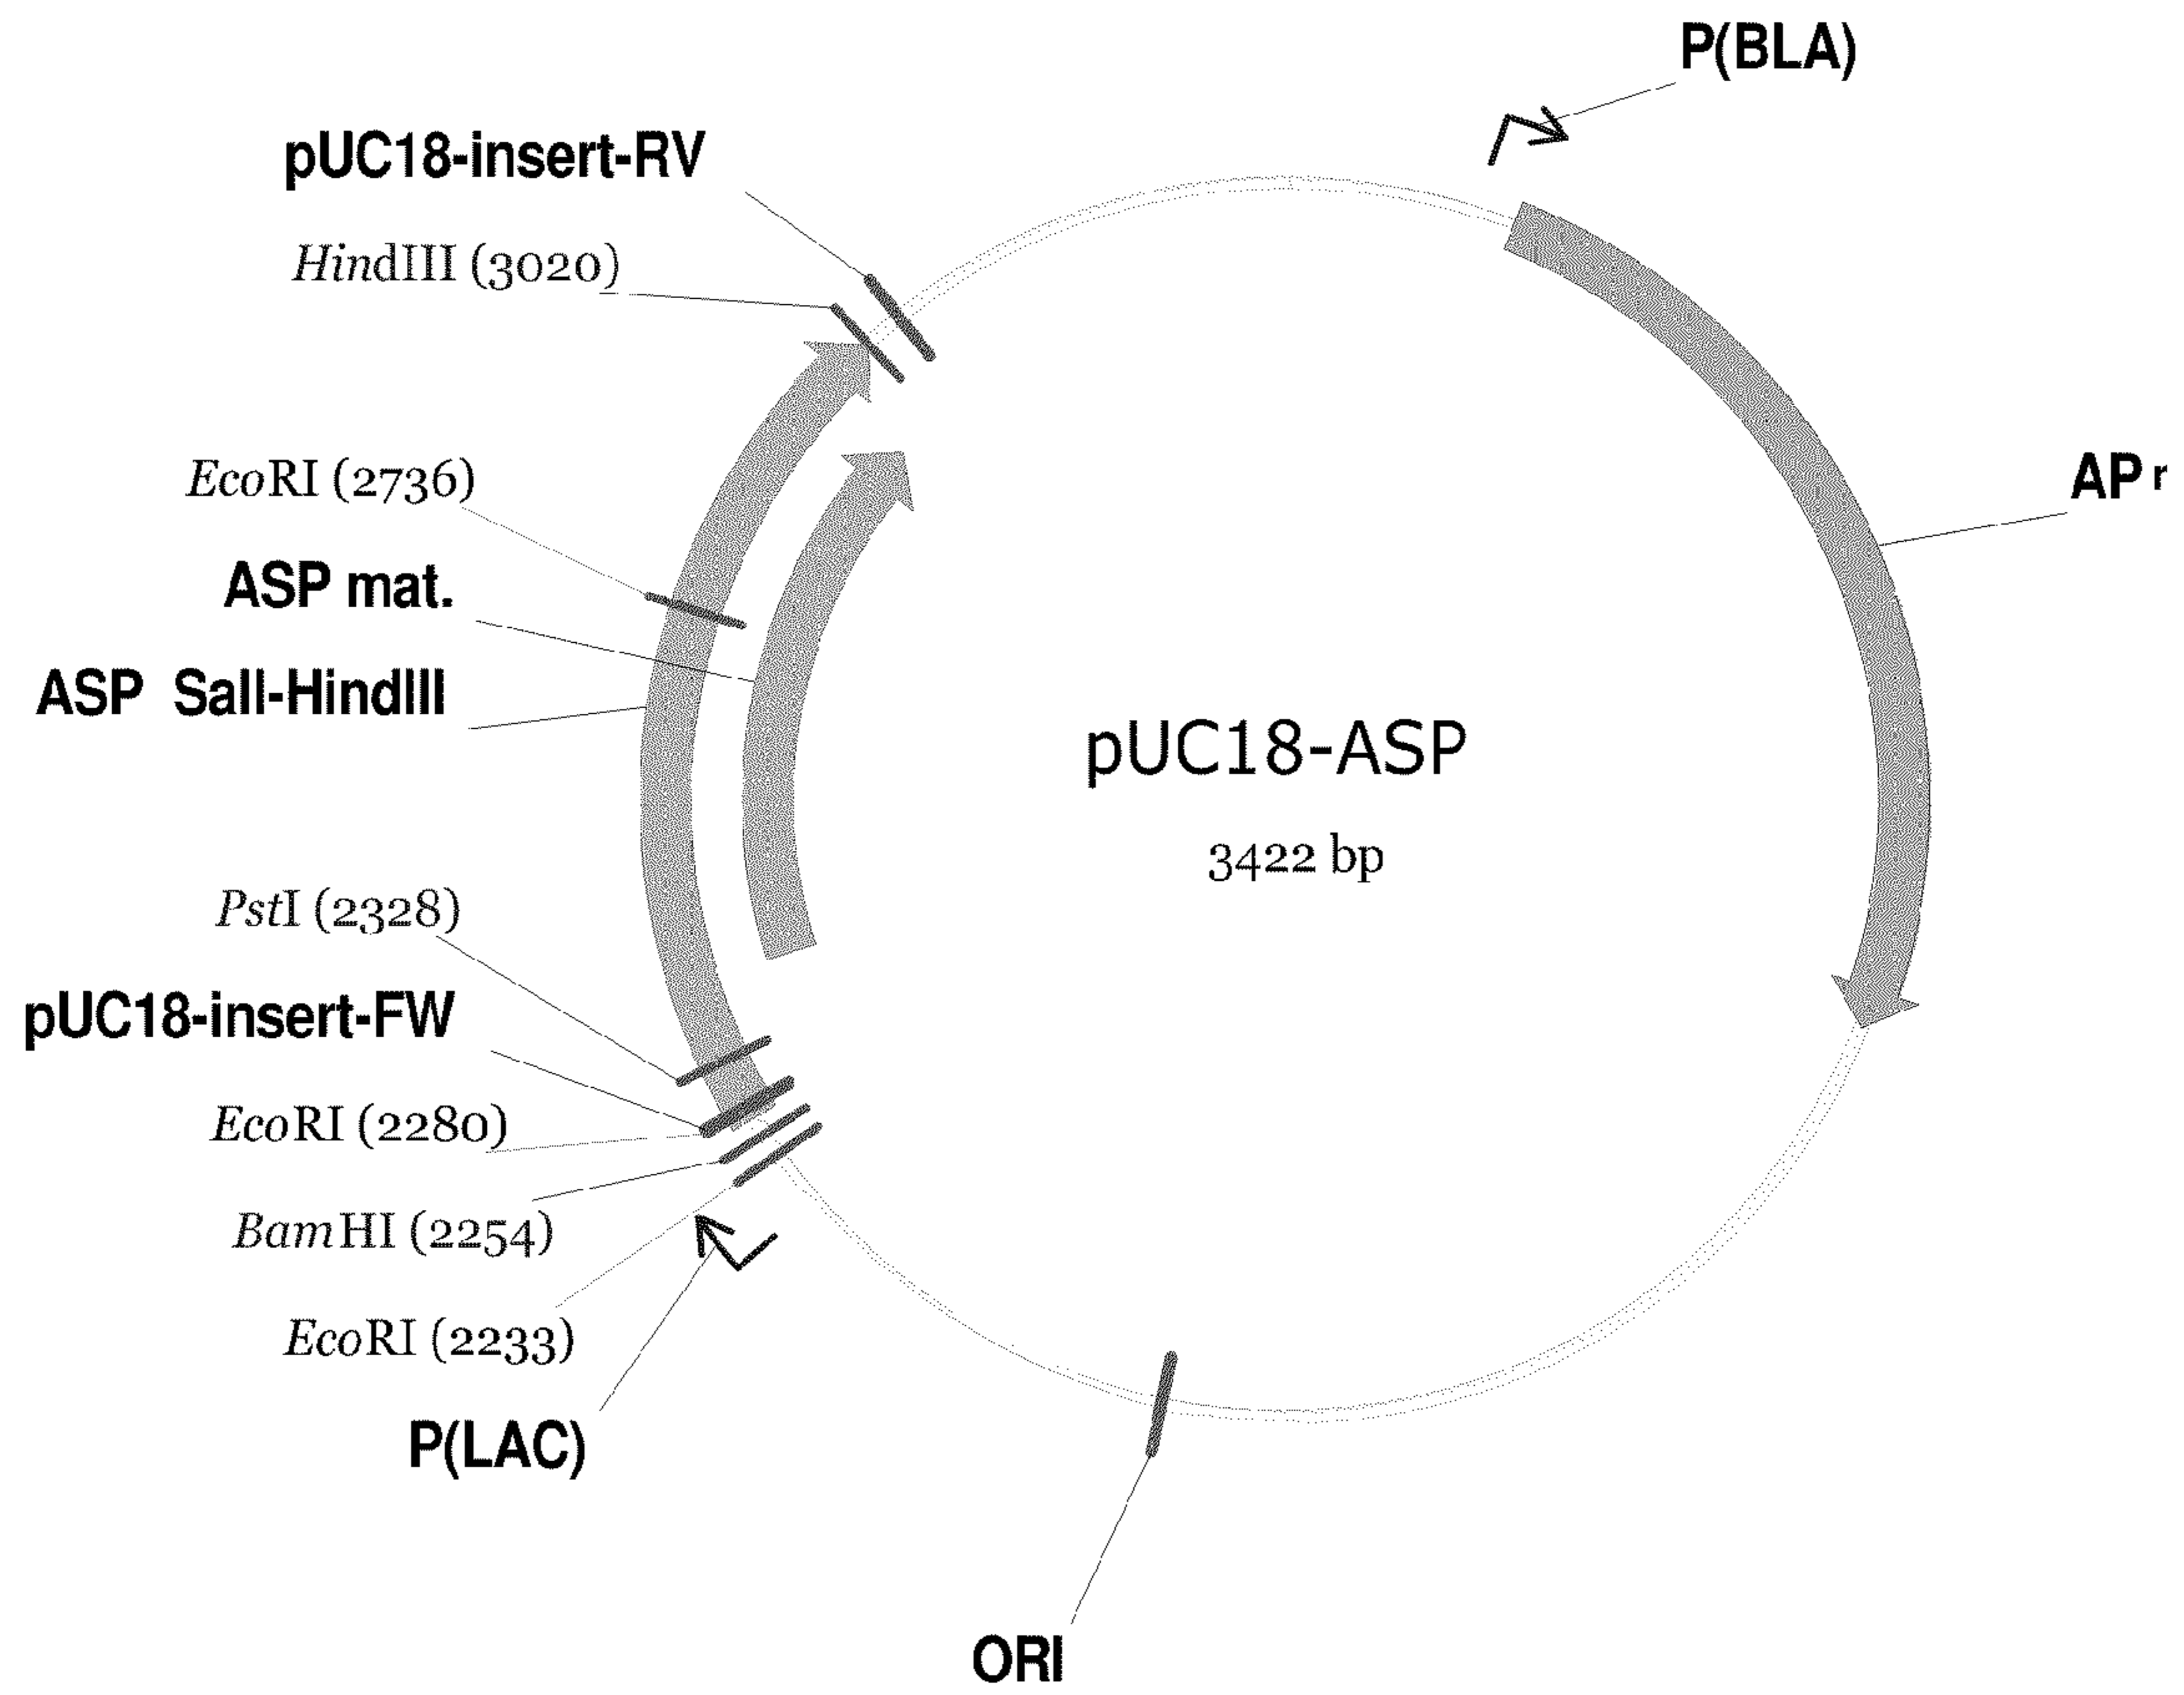 P(BLA)
pUC18-insert-RV
HindIII (3020)
EcoRI (2736)
APr
ASP mat.
ASP SalI-HindIII
pUC18-ASP
3422 bp
PstI (2328)
pUC18-insert-FW
EcoRI (2280)
BamHI (2254)
EcoRI (2233)
P(LAC)
ORI